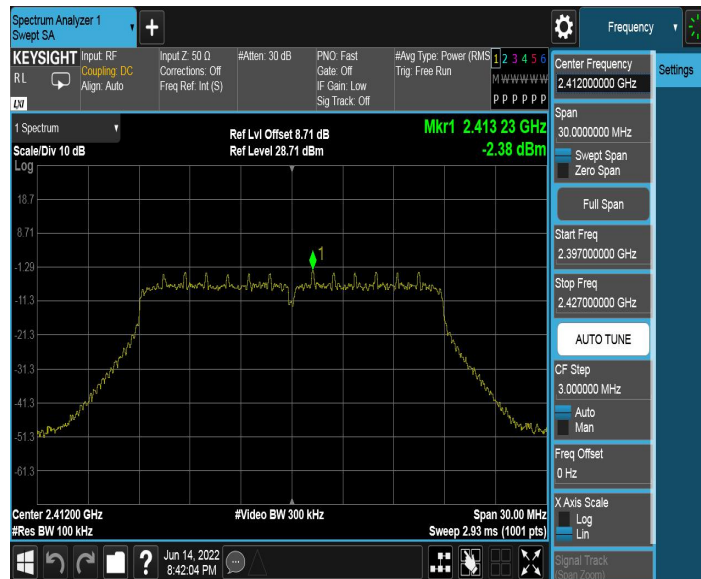 Spectrum Analyzer 1
Swept SA
Frequency
KEYSIGHT
RL
LXI
Input: RF
Coupling: DC
Align: Auto
Input Z: 50 Ω
Corrections: Off
Freq Ref: Int (S)
#Atten: 30 dB
PNO: Fast
Gate: Off
IF Gain: Low
Sig Track: Off
#Avg Type: Power (RMS
Trig: Free Run
1 2 3 4 5 6
M W W W W W
P P P P P P
Center Frequency
2.412000000 GHz
Settings
Span
30.0000000 MHz
Swept Span
Zero Span
Full Span
Start Freq
2.397000000 GHz
Stop Freq
2.427000000 GHz
AUTO TUNE
CF Step
3.000000 MHz
Auto
Man
Freq Offset
0 Hz
X Axis Scale
Log
Lin
Signal Track
(Span Zoom)
1 Spectrum
Scale/Div 10 dB
Log
Ref Lvl Offset 8.71 dB
Ref Level 28.71 dBm
Mkr1 2.413 23 GHz
-2.38 dBm
18.7
8.71
-1.29
-11.3
-21.3
-31.3
-41.3
-51.3
-61.3
1
Center 2.41200 GHz
#Res BW 100 kHz
#Video BW 300 kHz
Span 30.00 MHz
Sweep 2.93 ms (1001 pts)
?
Jun 14, 2022
8:42:04 PM